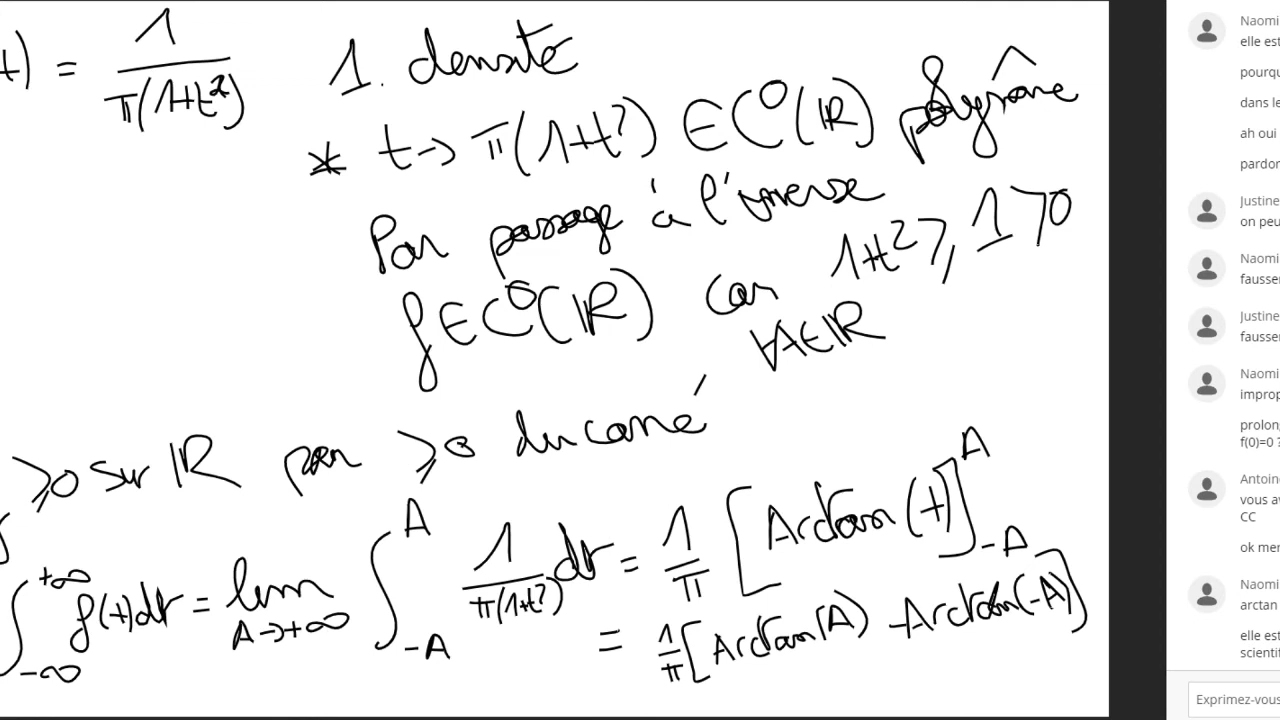 t) = 1/(π(1+t²)) 1. densité
* t → π(1+t²) ∈ C⁰(ℝ) polynôme
Par passage à l'inverse
f ∈ C⁰(ℝ) car 1+t² ≥ 1 > 0
∀t∈ℝ
≥0 sur ℝ par ≥0 du carré
∫_{-∞}^{+∞} f(t)dt = lim_{A→+∞} ∫_{-A}^{A} 1/(π(1+t²)) dt = 1/π [Arctan(t)]_{-A}^{A}
= 1/π [Arctan(A) - Arctan(-A)]
Naomi
elle est
pourqu
dans le
ah oui
pardon
Justine
on peu
Naomi
fausser
Justine
fausser
Naomi
improp
prolong
f(0)=0 ?
Antoine
vous av
CC
ok mer
Naomi
arctan
elle est
scientif
Exprimez-vous